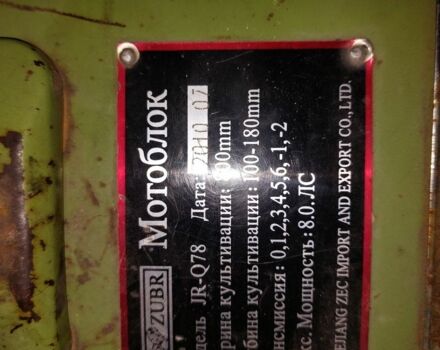 ZUBR Мотоблок
JR-Q78 Дата: 2010 07
культивации: 800mm
культивации: 100-180mm
0,1,2,3,4,5,6,-1,-2
Мощность: 8.0.ЛС
ZEC IMPORT AND EXPORT CO., LTD.